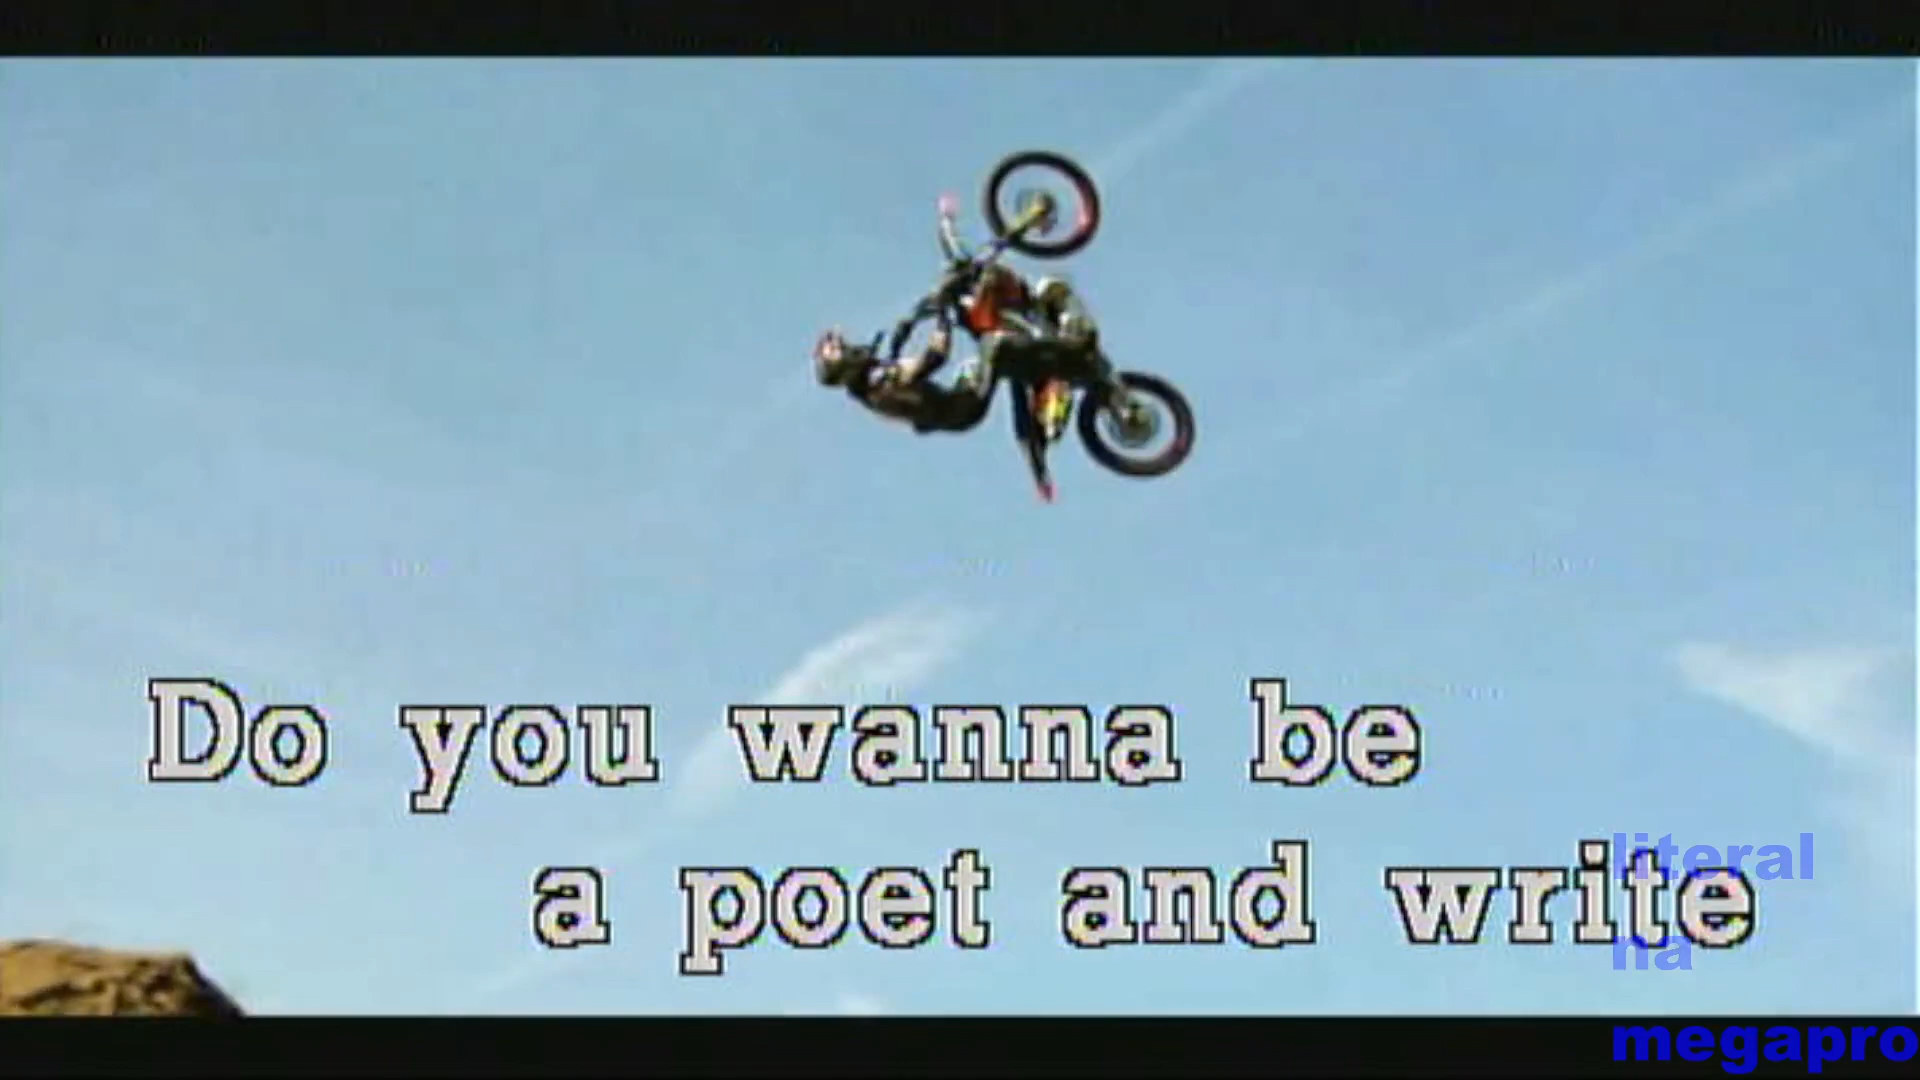 Do you wanna be
a poet and write
literal
na
megapro